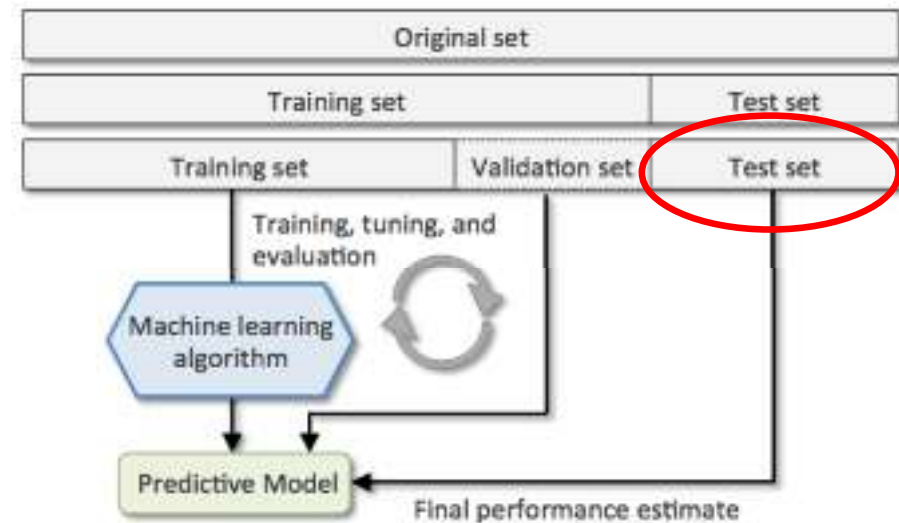 Original set
Training set Test set
Training set Validation set Test set
Training, tuning, and
evaluation
Machine learning
algorithm
Predictive Model
Final performance estimate